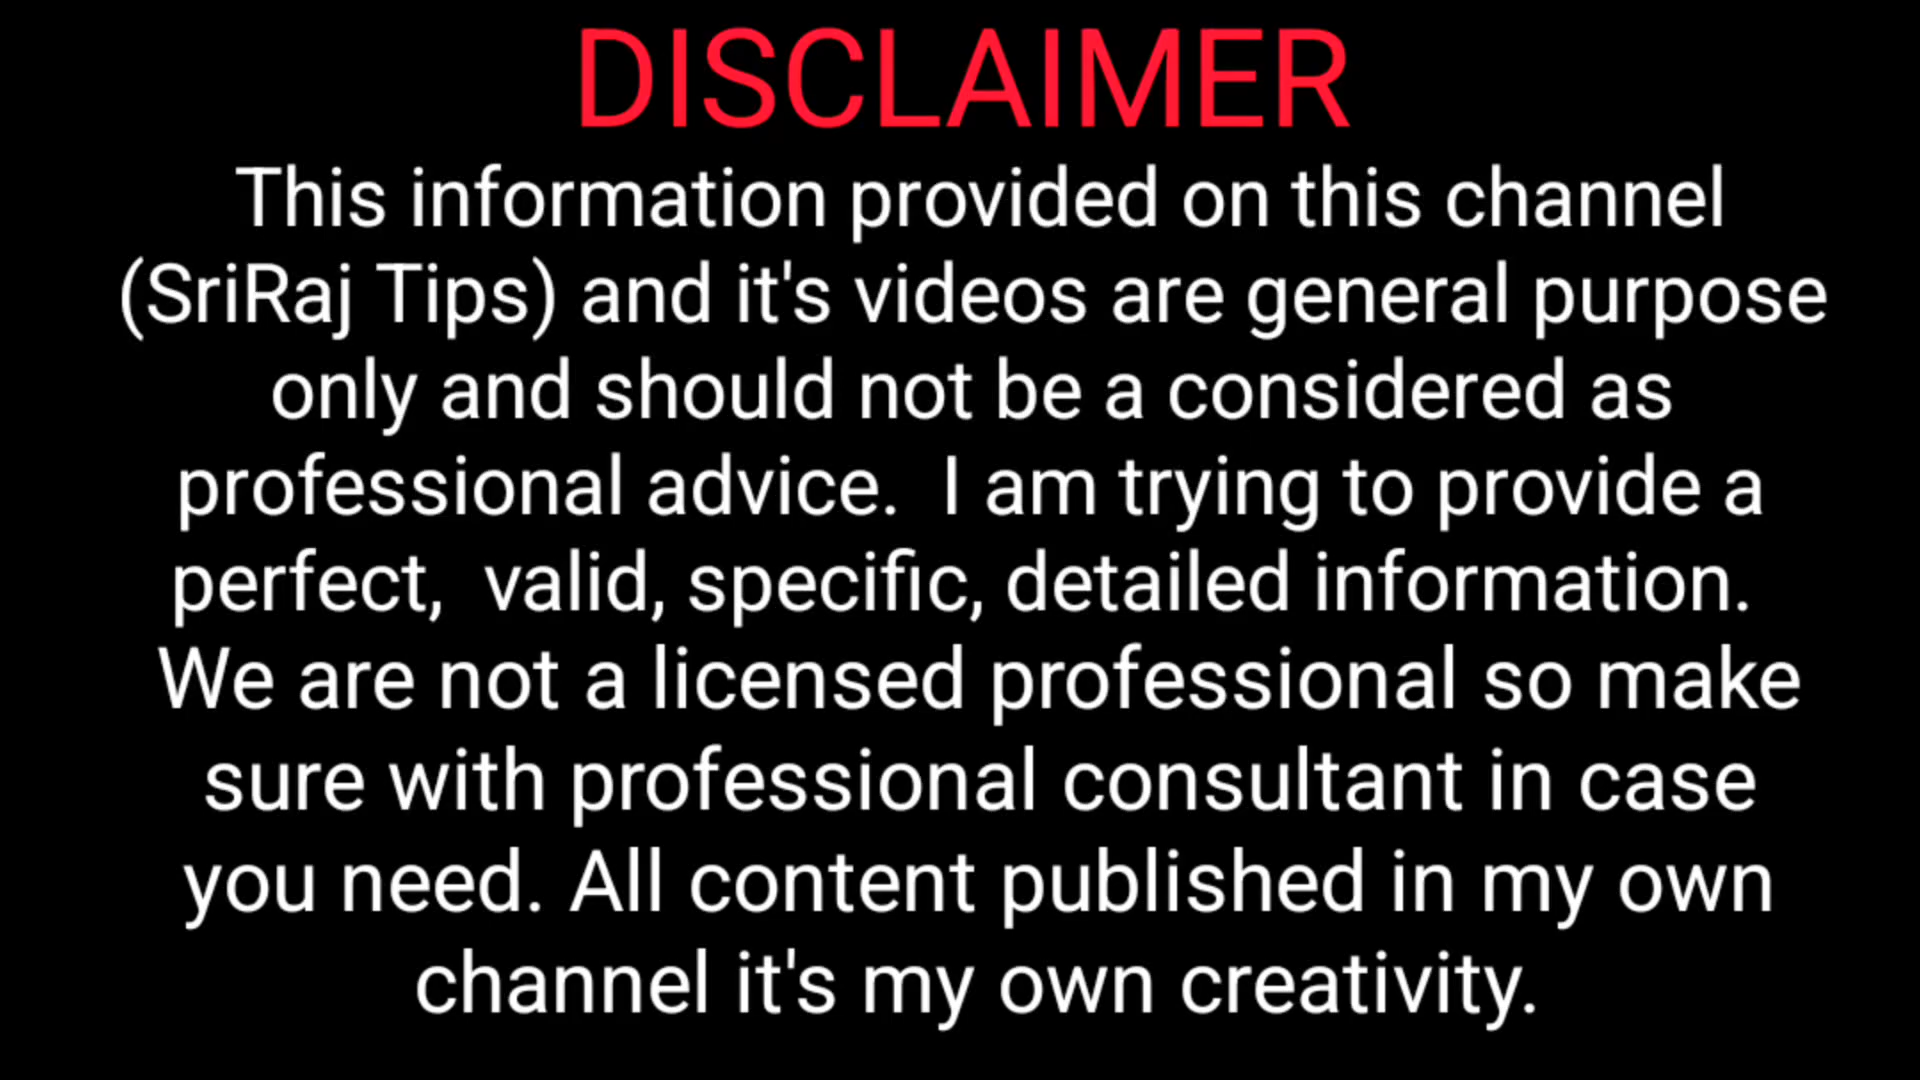 DISCLAIMER
This information provided on this channel
(SriRaj Tips) and it's videos are general purpose
only and should not be a considered as
professional advice.  I am trying to provide a
perfect,  valid, specific, detailed information.
We are not a licensed professional so make
sure with professional consultant in case
you need. All content published in my own
channel it's my own creativity.